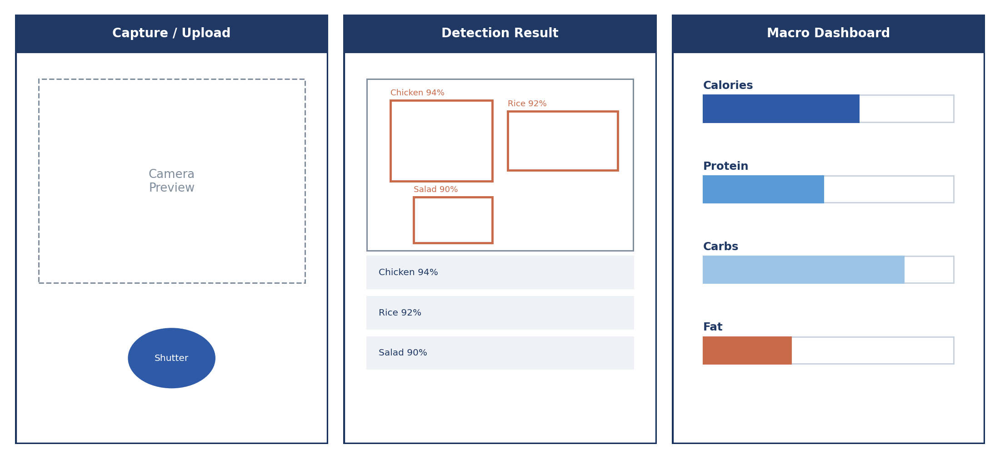 Capture / Upload
Camera
Preview
Shutter
Detection Result
Chicken 94%
Rice 92%
Salad 90%
Chicken 94%
Rice 92%
Salad 90%
Macro Dashboard
Calories
Protein
Carbs
Fat